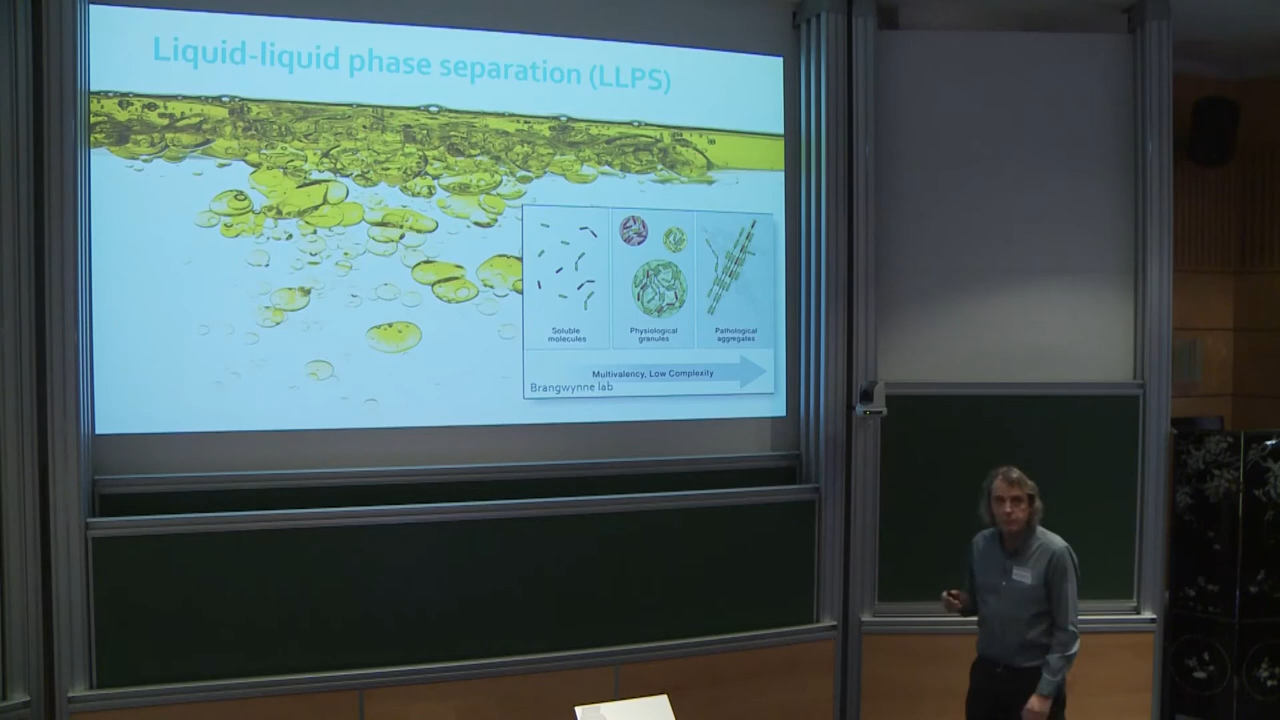 Liquid-liquid phase separation (LLPS)
Soluble
molecules
Physiological
granules
Pathological
aggregates
Multivalency, Low Complexity
Brangwynne lab